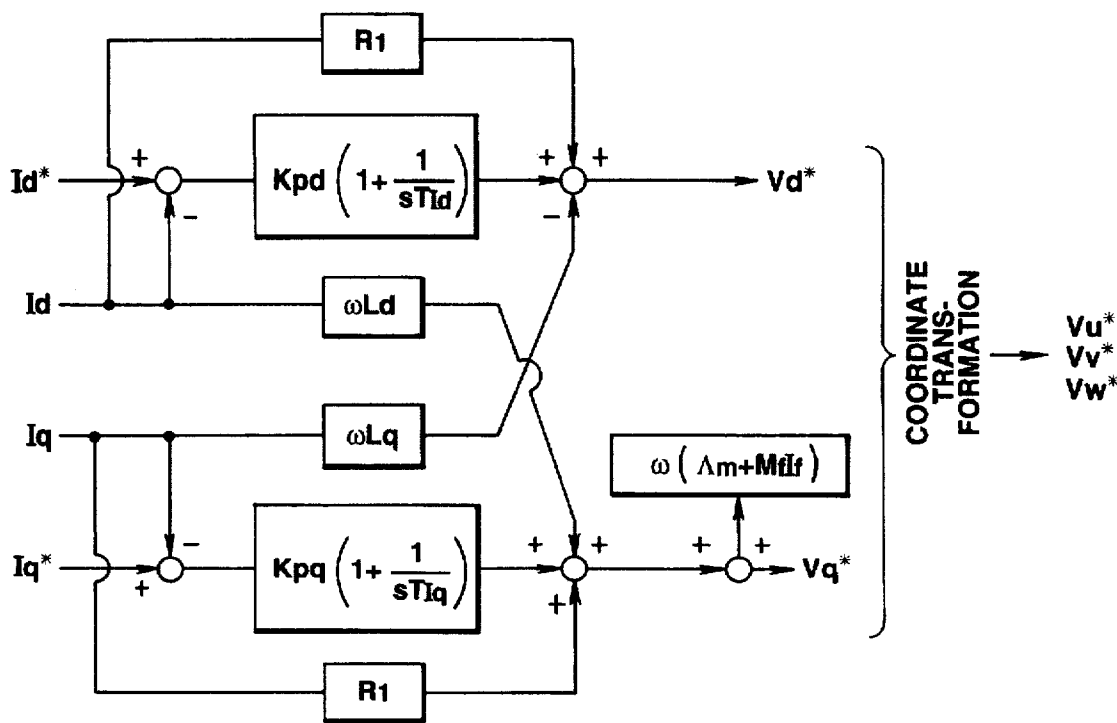 R1
+
+
+
Id*
Kpd ( 1+ 1/sTId )
Vd*
−
−
Id
ωLd
COORDINATE
TRANS-
FORMATION
Vu*
Vv*
Vw*
Iq
ωLq
ω ( Λm+MfIf )
−
+
+
+
+
Iq*
+
Kpq ( 1+ 1/sTIq )
+
Vq*
R1